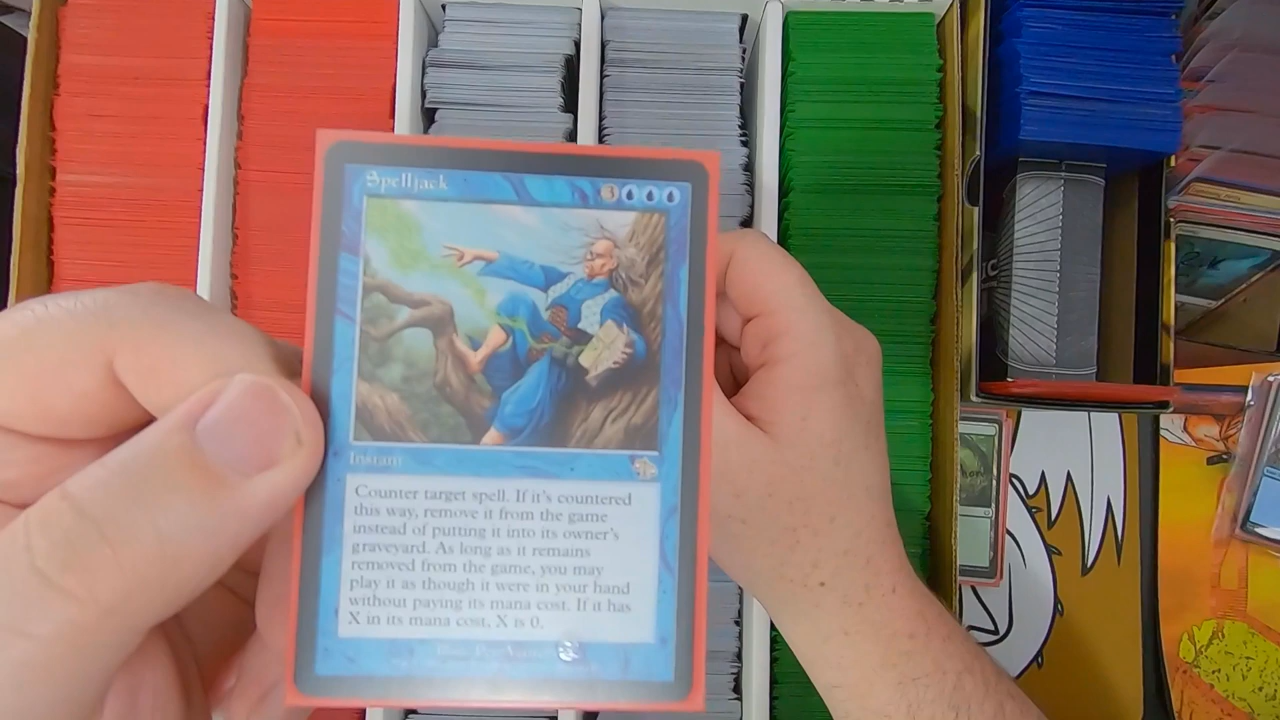 Spelljack
3
Instant
Counter target spell. If it's countered
this way, remove it from the game
instead of putting it into its owner's
graveyard. As long as it remains
removed from the game, you may
play it as though it were in your hand
without paying its mana cost. If it has
X in its mana cost, X is 0.
Illus.